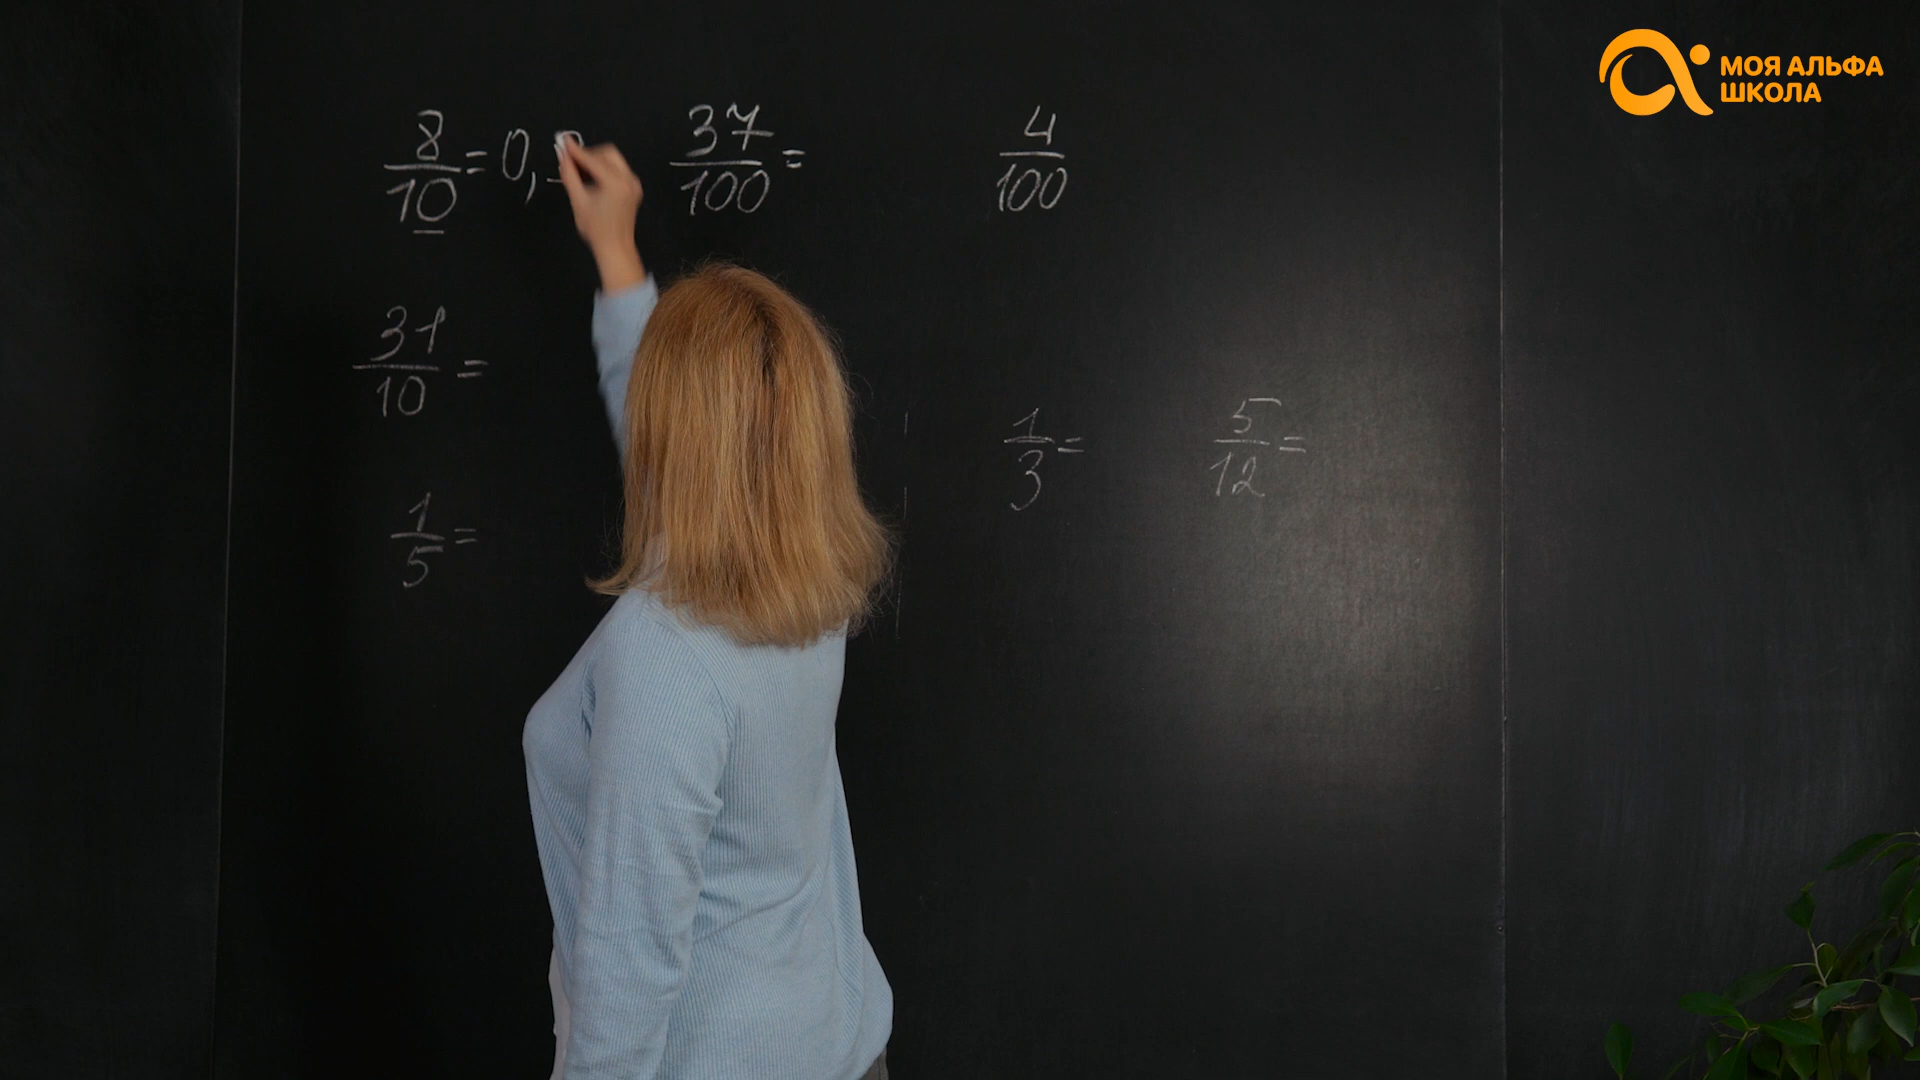 МОЯ АЛЬФА
ШКОЛА
8/10 = 0,
37/100 =
4/100
31/10 =
1/3 =
5/12 =
1/5 =